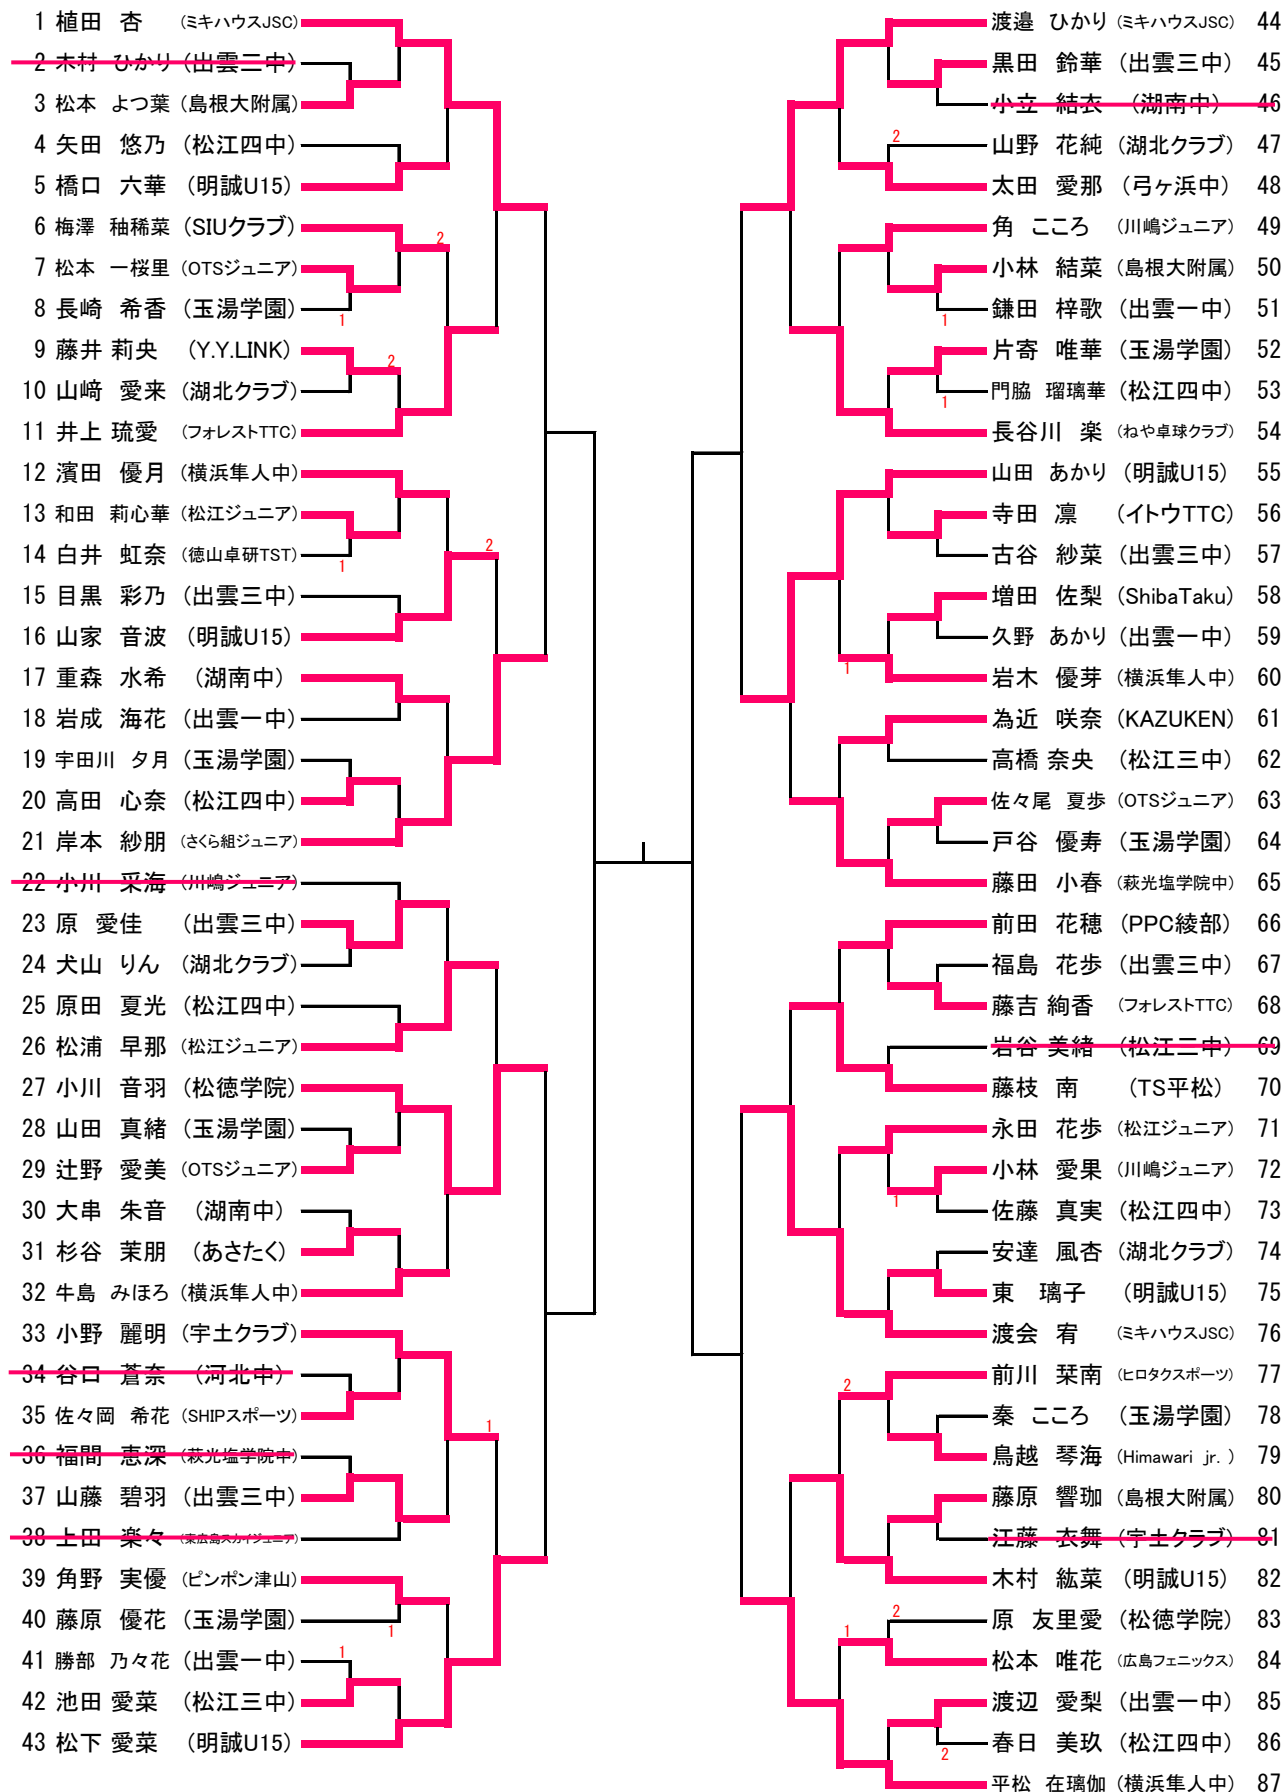 1 植田 杏 (ミキハウスJSC)
2 木村 ひかり (出雲二中)
3 松本 よつ葉 (島根大附属)
4 矢田 悠乃 (松江四中)
5 橋口 六華 (明誠U15)
6 梅澤 秞稀菜 (SIUクラブ)
2
7 松本 一桜里 (OTSジュニア)
8 長崎 希香 (玉湯学園)
1
9 藤井 莉央 (Y.Y.LINK)
2
10 山﨑 愛来 (湖北クラブ)
11 井上 琉愛 (フォレストTTC)
12 濱田 優月 (横浜隼人中)
13 和田 莉心華 (松江ジュニア)
2
14 白井 虹奈 (徳山卓研TST)
1
15 目黒 彩乃 (出雲三中)
16 山家 音波 (明誠U15)
17 重森 水希 (湖南中)
18 岩成 海花 (出雲一中)
19 宇田川 夕月 (玉湯学園)
20 高田 心奈 (松江四中)
21 岸本 紗朋 (さくら組ジュニア)
22 小川 采海 (川嶋ジュニア)
23 原 愛佳 (出雲三中)
24 犬山 りん (湖北クラブ)
25 原田 夏光 (松江四中)
26 松浦 早那 (松江ジュニア)
27 小川 音羽 (松徳学院)
28 山田 真緒 (玉湯学園)
29 辻野 愛美 (OTSジュニア)
30 大串 朱音 (湖南中)
31 杉谷 茉朋 (あさたく)
32 牛島 みほろ (横浜隼人中)
33 小野 麗明 (宇土クラブ)
34 谷口 蒼奈 (河北中)
35 佐々岡 希花 (SHIPスポーツ)
1
36 福間 恵深 (萩光塩学院中)
37 山藤 碧羽 (出雲三中)
38 上田 楽々 (東広島スカイジュニア)
39 角野 実優 (ピンポン津山)
40 藤原 優花 (玉湯学園)
1
41 勝部 乃々花 (出雲一中)
1
42 池田 愛菜 (松江三中)
43 松下 愛菜 (明誠U15)
渡邉 ひかり (ミキハウスJSC) 44
黒田 鈴華 (出雲三中) 45
小立 結衣 (湖南中) 46
2
山野 花純 (湖北クラブ) 47
太田 愛那 (弓ヶ浜中) 48
角 こころ (川嶋ジュニア) 49
小林 結菜 (島根大附属) 50
鎌田 梓歌 (出雲一中) 51
1
片寄 唯華 (玉湯学園) 52
門脇 瑠璃華 (松江四中) 53
1
長谷川 楽 (ねや卓球クラブ) 54
山田 あかり (明誠U15) 55
寺田 凛 (イトウTTC) 56
古谷 紗菜 (出雲三中) 57
増田 佐梨 (ShibaTaku) 58
久野 あかり (出雲一中) 59
1
岩木 優芽 (横浜隼人中) 60
為近 咲奈 (KAZUKEN) 61
高橋 奈央 (松江三中) 62
佐々尾 夏歩 (OTSジュニア) 63
戸谷 優寿 (玉湯学園) 64
藤田 小春 (萩光塩学院中) 65
前田 花穂 (PPC綾部) 66
福島 花歩 (出雲三中) 67
藤吉 絢香 (フォレストTTC) 68
岩谷 美緒 (松江三中) 69
藤枝 南 (TS平松) 70
永田 花歩 (松江ジュニア) 71
小林 愛果 (川嶋ジュニア) 72
1
佐藤 真実 (松江四中) 73
安達 風杏 (湖北クラブ) 74
東 璃子 (明誠U15) 75
渡会 宥 (ミキハウスJSC) 76
前川 栞南 (ヒロタクスポーツ) 77
2
秦 こころ (玉湯学園) 78
鳥越 琴海 (Himawari jr. ) 79
藤原 響珈 (島根大附属) 80
江藤 衣舞 (宇土クラブ) 81
木村 紘菜 (明誠U15) 82
2
原 友里愛 (松徳学院) 83
1
松本 唯花 (広島フェニックス) 84
渡辺 愛梨 (出雲一中) 85
春日 美玖 (松江四中) 86
2
平松 在璃伽 (横浜隼人中) 87